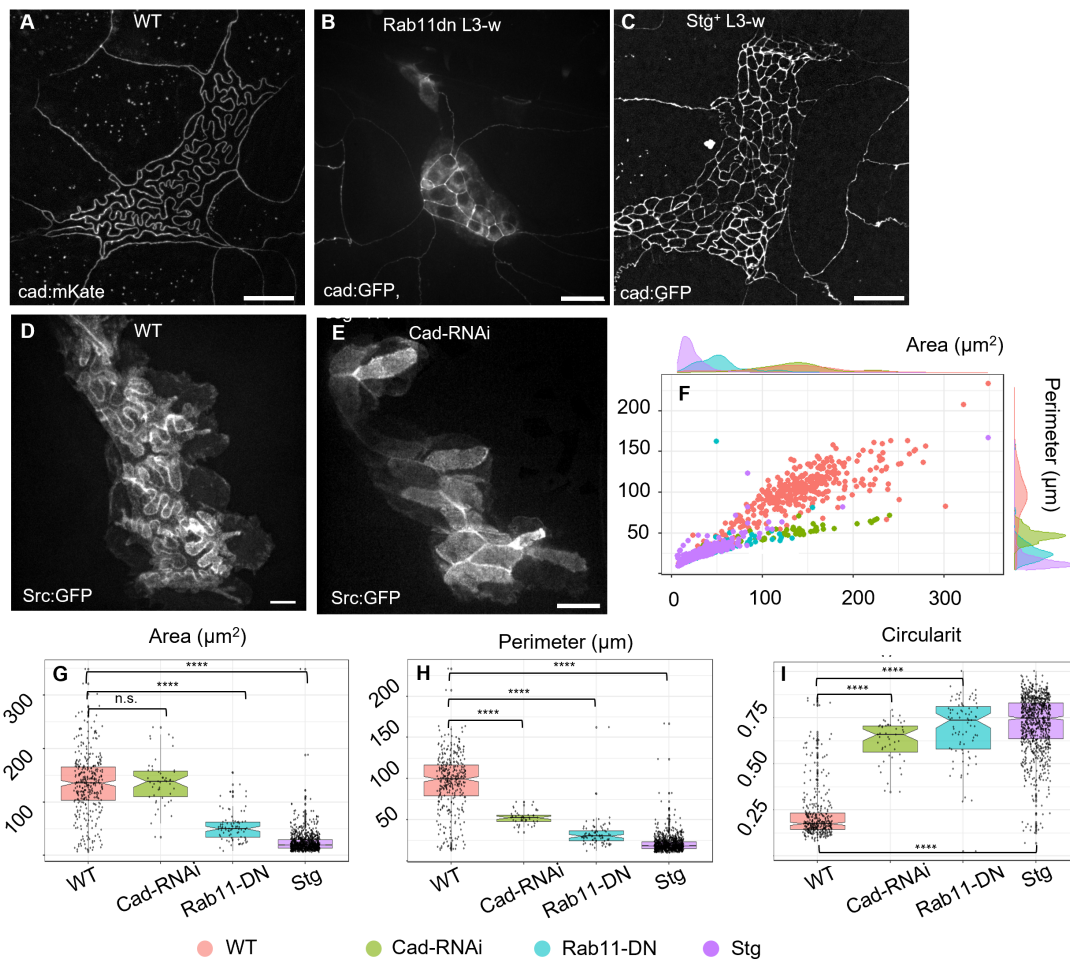 A WT
cad:mKate
B Rab11dn L3-w
cad:GFP,
C Stg⁺ L3-w
cad:GFP
D WT
Src:GFP
E Cad-RNAi
Src:GFP
Area (µm²)
F
Perimeter (µm)
200
150
100
50
0 100 200 300
Area (µm²)
G
****
****
n.s.
300
200
100
WT Cad-RNAi Rab11-DN Stg
Perimeter (µm)
H
****
****
****
200
150
100
50
WT Cad-RNAi Rab11-DN Stg
Circularit
I
****
****
0.75
0.50
0.25
****
WT Cad-RNAi Rab11-DN Stg
WT Cad-RNAi Rab11-DN Stg